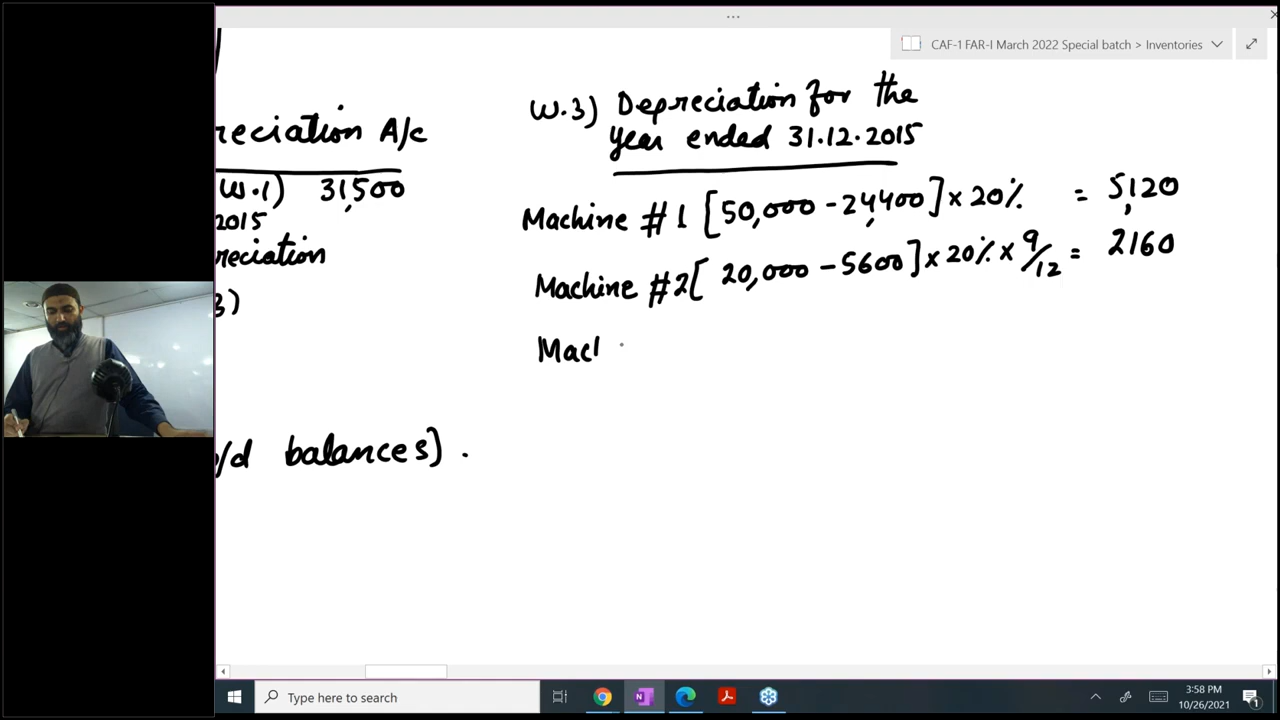 CAF-1 FAR-I March 2022 Special batch > Inventories
reciation A/c
W.1) 31,500
2015
reciation
3)
/d balances).
W.3) Depreciation for the
year ended 31.12.2015
Machine #1 [50,000 - 24,400] × 20% = 5,120
Machine #2 [20,000 - 5600] × 20% × 9/12 = 2160
Mach
Type here to search
3:58 PM
10/26/2021
1